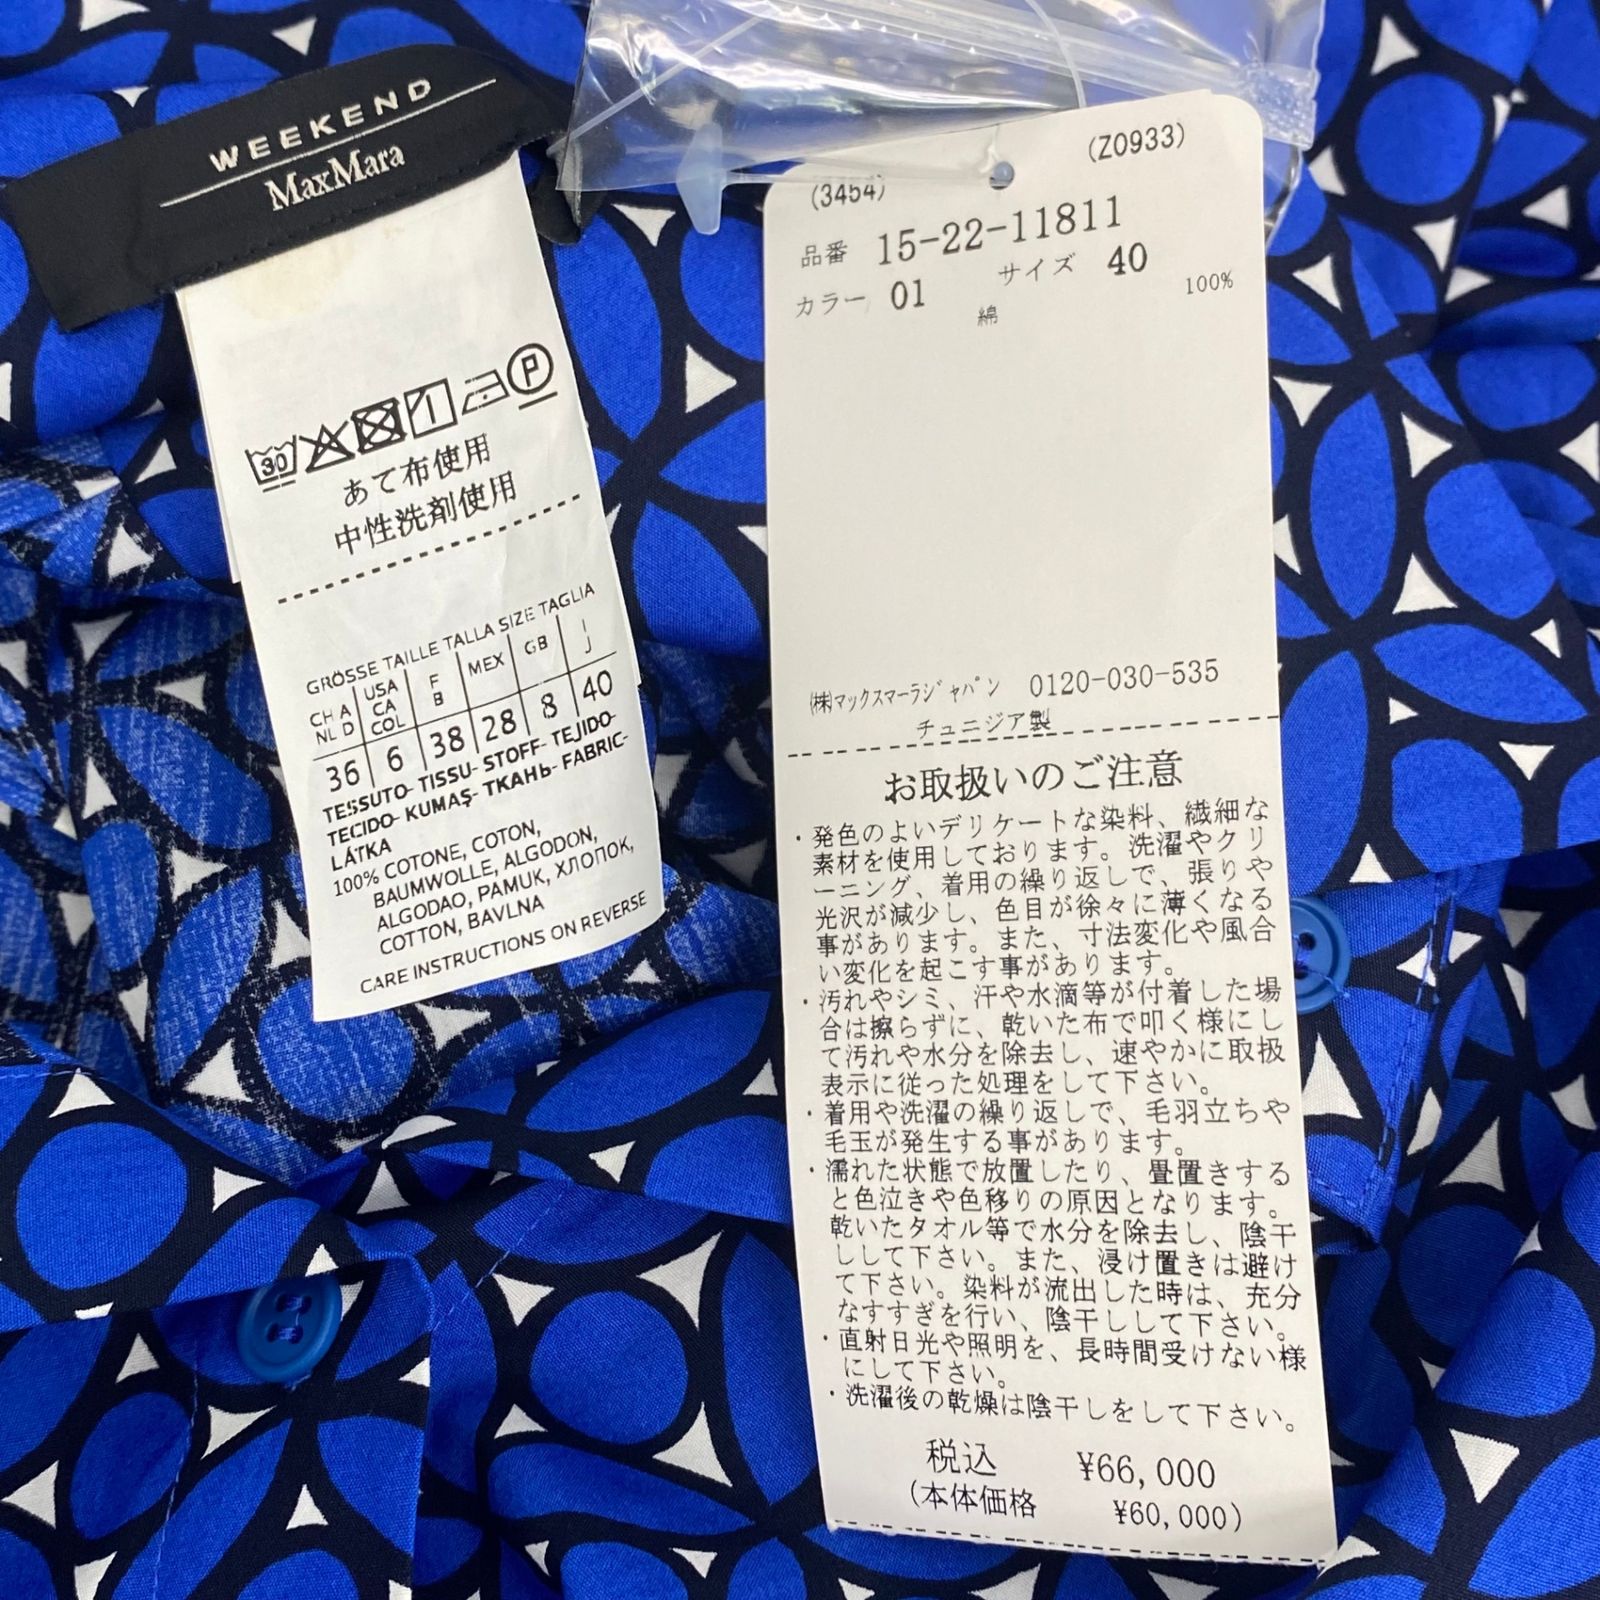 WEEKEND
MaxMara
30
P
あて布使用
中性洗剤使用
GRÖSSE TAILLE TALLA SIZE TAGLIA
CH A USA F MEX GB I
NL D CA B J
COL
36 6 38 28 8 40
TESSUTO- TISSU- STOFF- TEJIDO-
TECIDO- KUMAŞ- ТКАНЬ- FABRIC-
LÁTKA
100% COTONE, COTON,
BAUMWOLLE, ALGODON,
ALGODAO, PAMUK, ХЛОПОК,
COTTON, BAVLNA
CARE INSTRUCTIONS ON REVERSE
(3454) (Z0933)
品番 15-22-11811
カラー 01 サイズ 40
綿 100%
㈱マックスマーラジャパン 0120-030-535
チュニジア製
お取扱いのご注意
・発色のよいデリケートな染料、繊細な
素材を使用しております。洗濯やクリ
ーニング、着用の繰り返しで、張りや
光沢が減少し、色目が徐々に薄くなる
事があります。また、寸法変化や風合
い変化を起こす事があります。
・汚れやシミ、汗や水滴等が付着した場
合は擦らずに、乾いた布で叩く様にし
て汚れや水分を除去し、速やかに取扱
表示に従った処理をして下さい。
・着用や洗濯の繰り返しで、毛羽立ちや
毛玉が発生する事があります。
・濡れた状態で放置したり、畳置きする
と色泣きや色移りの原因となります。
乾いたタオル等で水分を除去し、陰干
しして下さい。また、浸け置きは避け
て下さい。染料が流出した時は、充分
なすすぎを行い、陰干しして下さい。
・直射日光や照明を、長時間受けない様
にして下さい。
・洗濯後の乾燥は陰干しをして下さい。
税込 ¥66,000
(本体価格 ¥60,000)